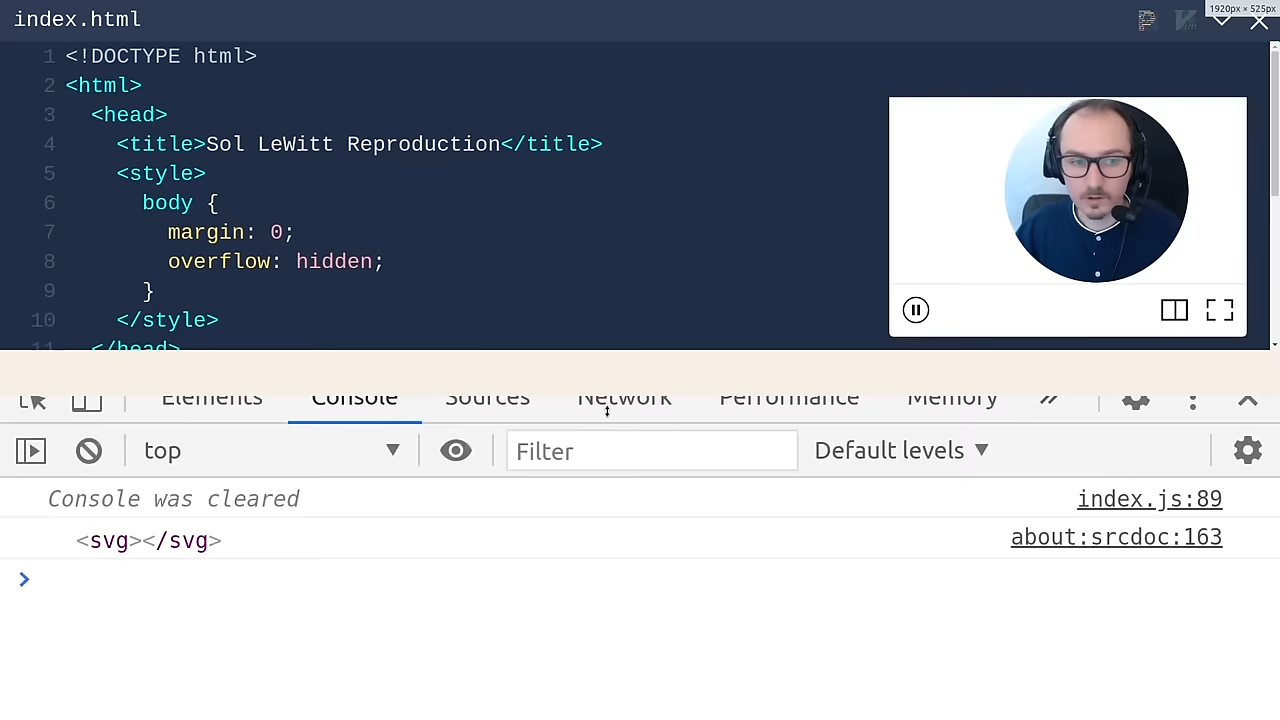 1920px × 525px
index.html
1 <!DOCTYPE html>
2 <html>
3   <head>
4     <title>Sol LeWitt Reproduction</title>
5     <style>
6       body {
7         margin: 0;
8         overflow: hidden;
9       }
10     </style>
11   </head>
Elements Console Sources Network Performance Memory »
top ▼ Filter Default levels ▼
Console was cleared index.js:89
<svg></svg> about:srcdoc:163